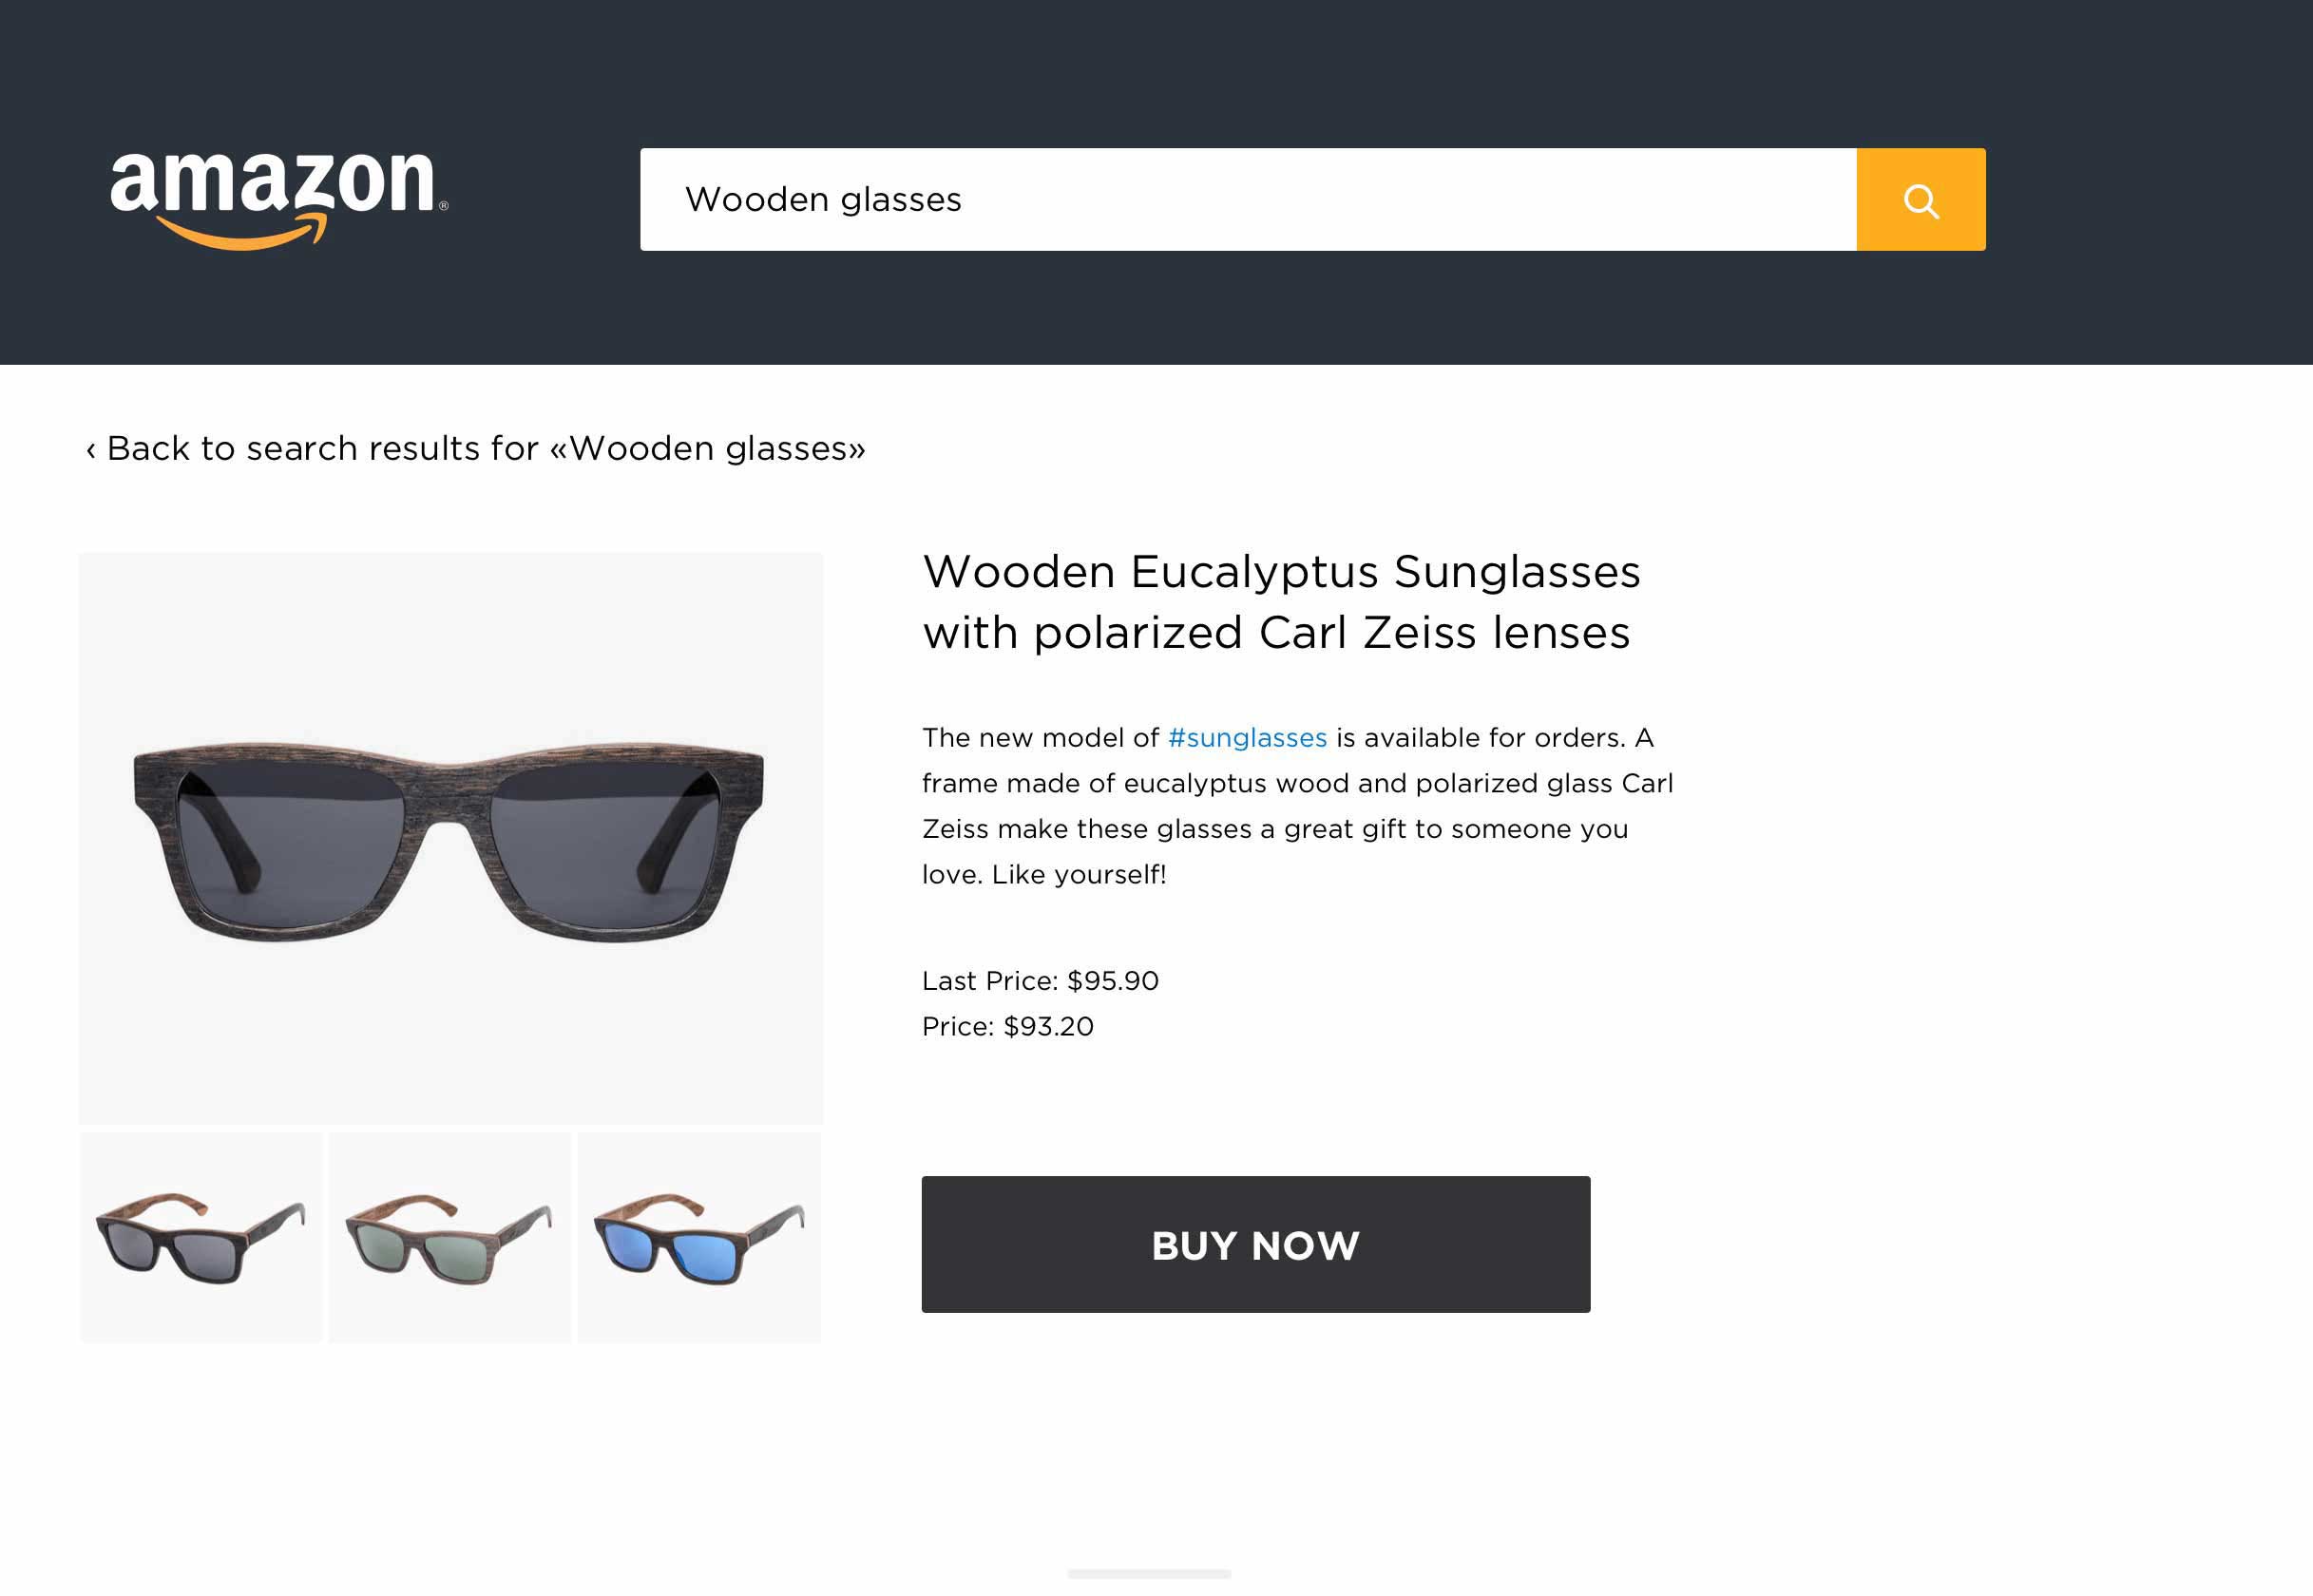 amazon®
Wooden glasses
‹ Back to search results for «Wooden glasses»
Wooden Eucalyptus Sunglasses
with polarized Carl Zeiss lenses
The new model of #sunglasses is available for orders. A
frame made of eucalyptus wood and polarized glass Carl
Zeiss make these glasses a great gift to someone you
love. Like yourself!
Last Price: $95.90
Price: $93.20
BUY NOW